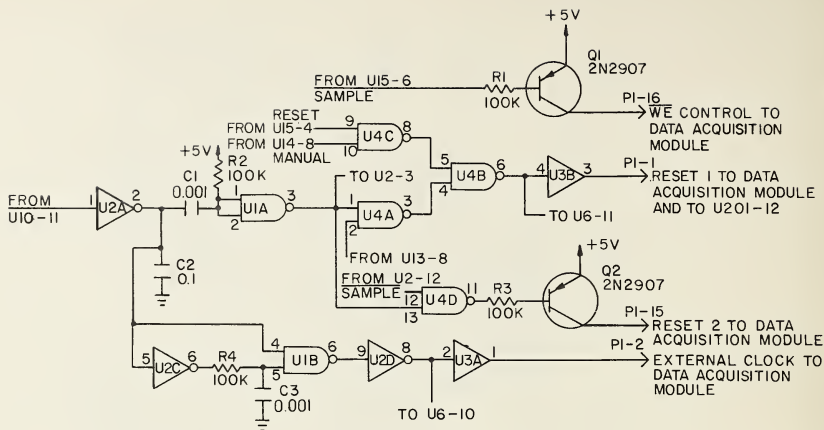 +5V
Q1
2N2907
FROM U15-6
SAMPLE
R1
100K
P1-16
WE CONTROL TO
DATA ACQUISITION
MODULE
RESET
FROM U15-4
FROM U14-8
MANUAL
9
10
U4C
8
+5V
R2
100K
C1
0.001
TO U2-3
5
4
U4B
6
4
U3B
3
P1-1
RESET 1 TO DATA
ACQUISITION MODULE
AND TO U201-12
FROM
U10-11
1
U2A
2
1
2
U1A
3
1
2
U4A
3
TO U6-11
FROM U13-8
+5V
Q2
2N2907
C2
0.1
FROM U2-12
SAMPLE
12
13
U4D
11
R3
100K
P1-15
RESET 2 TO DATA
ACQUISITION MODULE
P1-2
EXTERNAL CLOCK TO
DATA ACQUISITION
MODULE
5
U2C
6
R4
100K
4
5
U1B
6
9
U2D
8
2
U3A
1
C3
0.001
TO U6-10